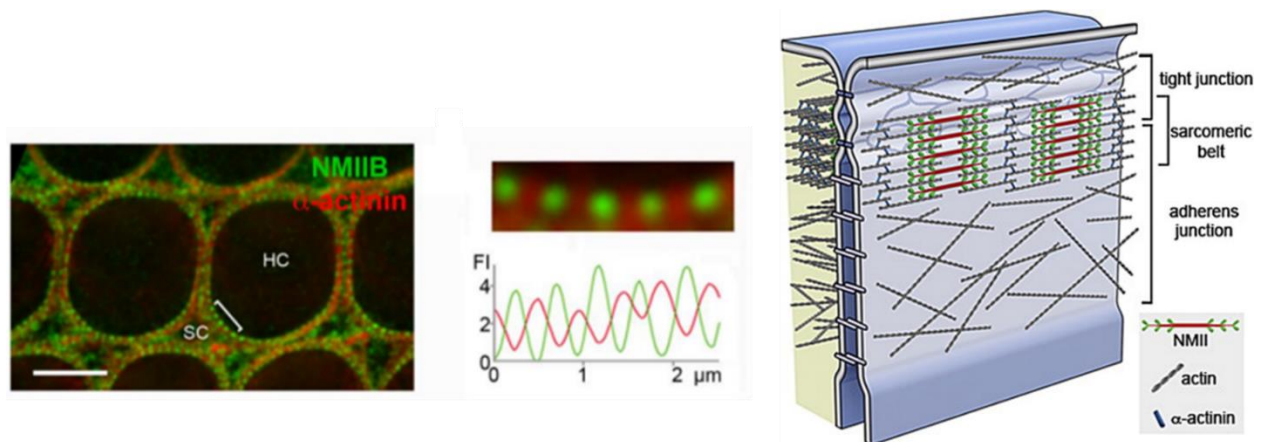 NMIIB
α-actinin
HC
SC
FI
4
2
0
0
1
2
μm
tight junction
sarcomeric
belt
adherens
junction
NMII
actin
α-actinin